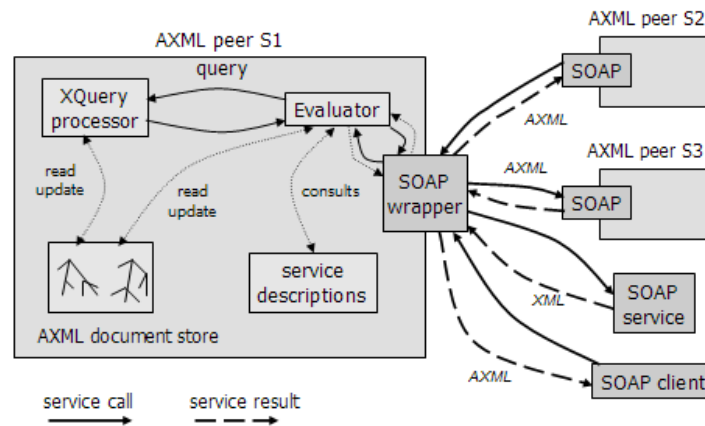 AXML peer S1
AXML peer S2
query
SOAP
XQuery
processor
Evaluator
AXML
AXML peer S3
AXML
read
update
read
update
consults
SOAP
wrapper
SOAP
service
descriptions
XML
SOAP
service
AXML document store
AXML
SOAP client
service call
service result